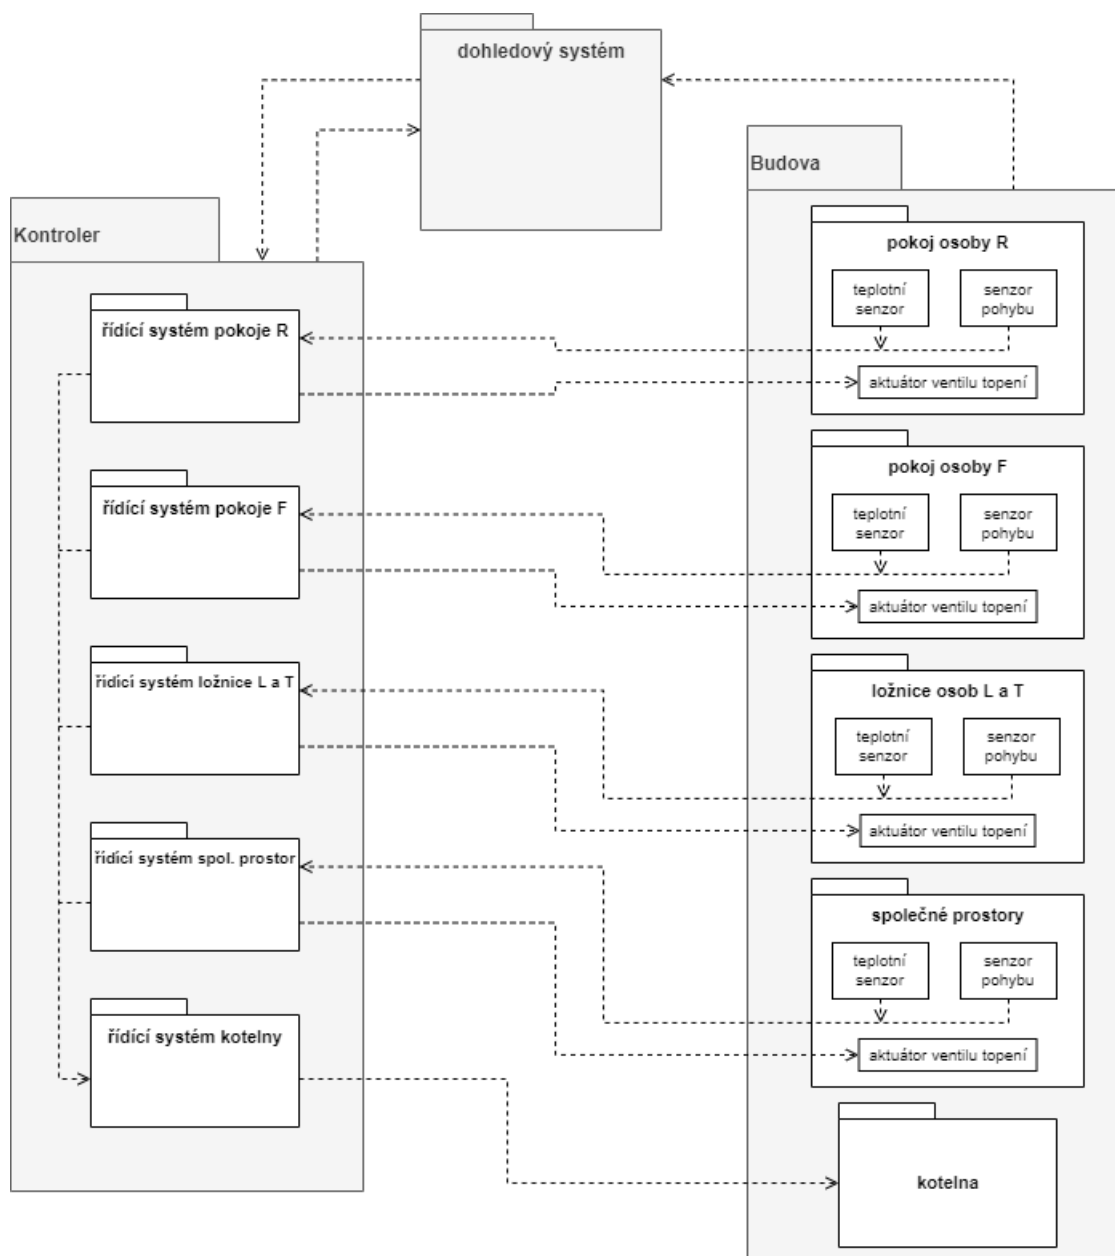 dohledový systém
Budova
Kontroler
pokoj osoby R
teplotní
senzor
senzor
pohybu
aktuátor ventilu topení
řídící systém pokoje R
pokoj osoby F
teplotní
senzor
senzor
pohybu
aktuátor ventilu topení
řídící systém pokoje F
ložnice osob L a T
teplotní
senzor
senzor
pohybu
aktuátor ventilu topení
řídící systém ložnice L a T
společné prostory
teplotní
senzor
senzor
pohybu
aktuátor ventilu topení
řídící systém spol. prostor
řídící systém kotelny
kotelna